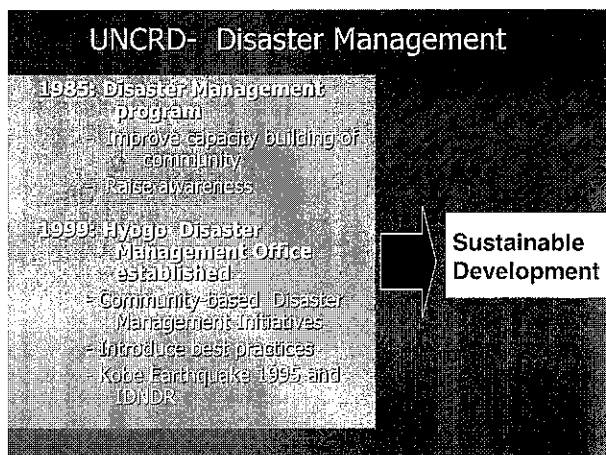 UNCRD- Disaster Management
1985: Disaster Management
program
- Improve capacity building of
community
- Raise awareness
1999: Hyogo Disaster
Management Office
established
- Community-based Disaster
Management Initiatives
- Introduce best practices
- Kobe Earthquake 1995 and
IDNDR
Sustainable
Development